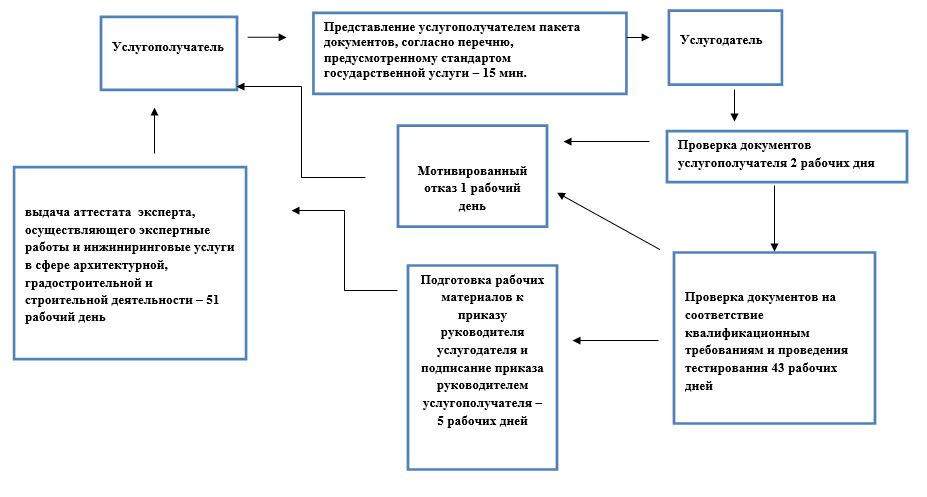 Услугополучатель
Представление услугополучателем пакета
документов, согласно перечню,
предусмотренному стандартом
государственной услуги – 15 мин.
Услугодатель
Проверка документов
услугополучателя 2 рабочих дня
Мотивированный
отказ 1 рабочий
день
выдача аттестата эксперта,
осуществляющего экспертные
работы и инжиниринговые услуги
в сфере архитектурной,
градостроительной и
строительной деятельности – 51
рабочий день
Подготовка рабочих
материалов к
приказу
руководителя
услугодателя и
подписание приказа
руководителем
услугополучателя –
5 рабочих дней
Проверка документов на
соответствие
квалификационным
требованиям и проведения
тестирования 43 рабочих
дней